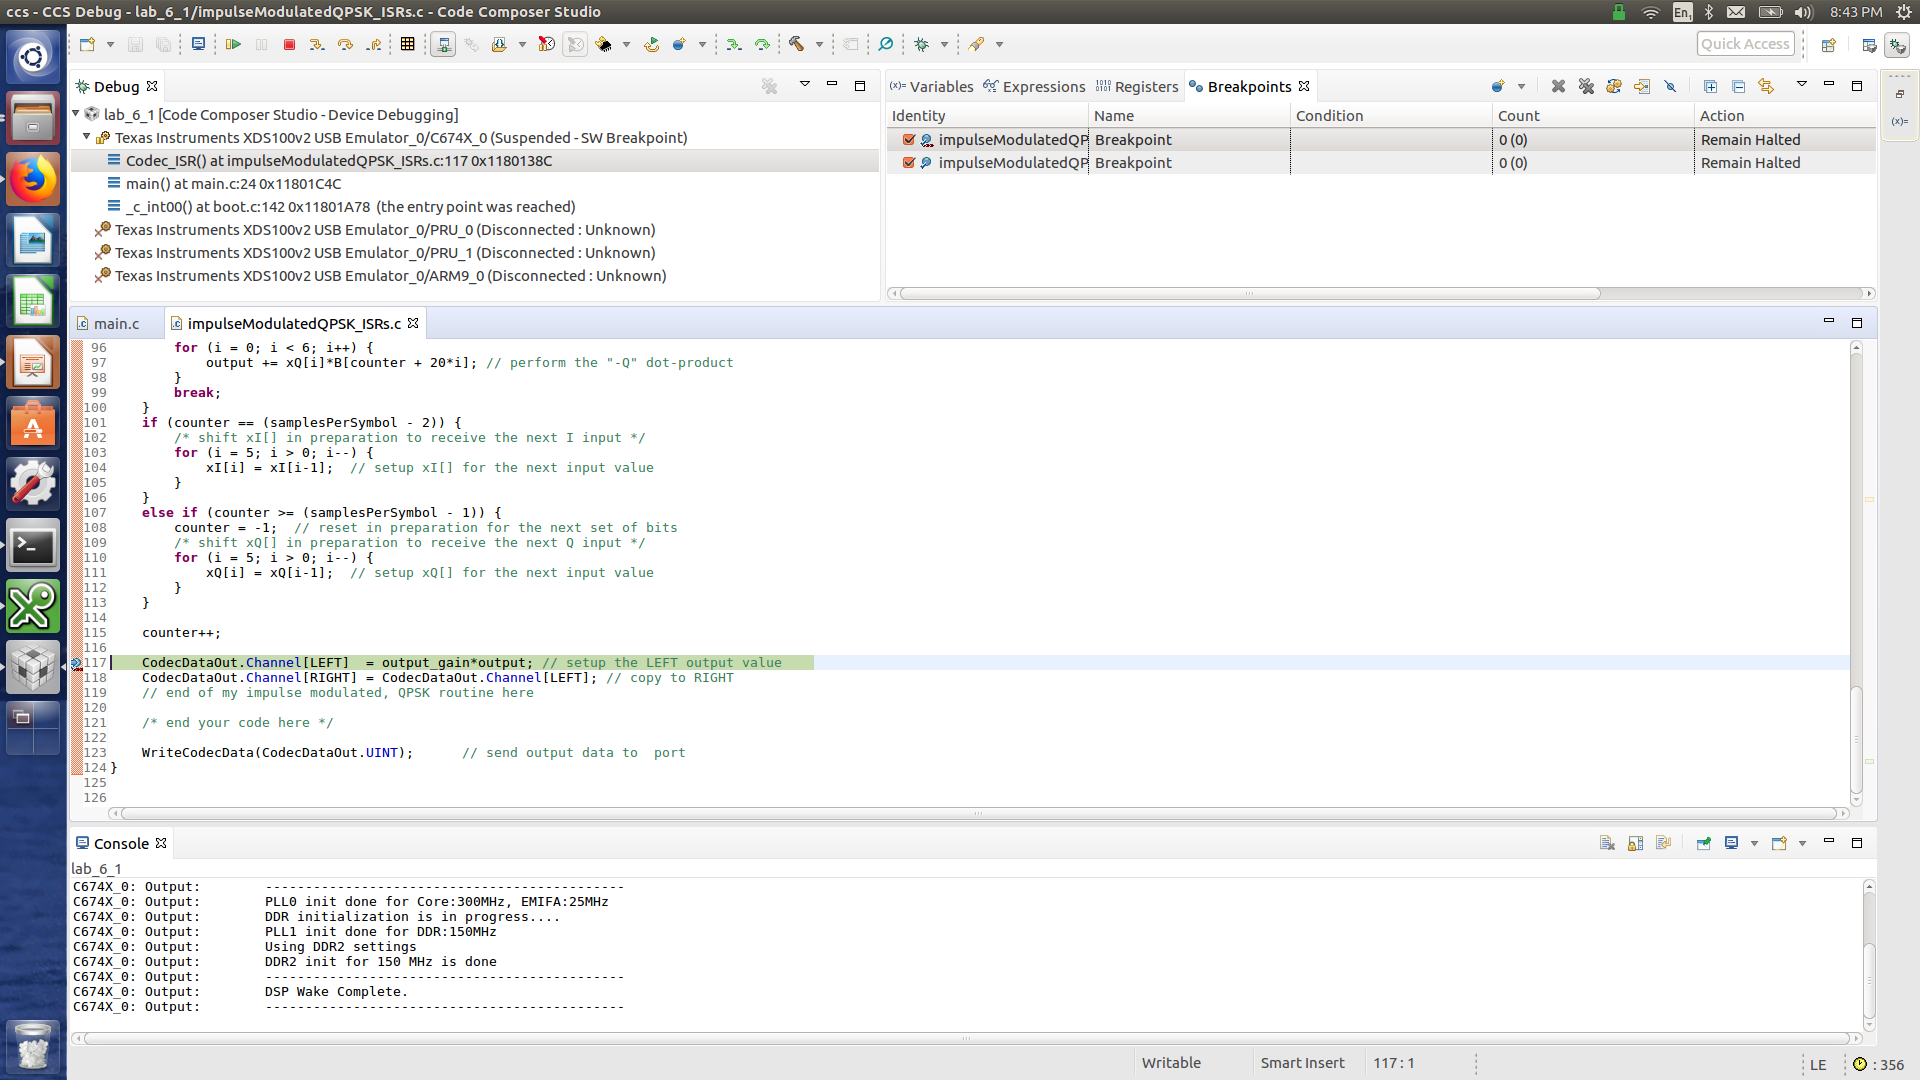 ccs - CCS Debug - lab_6_1/impulseModulatedQPSK_ISRs.c - Code Composer Studio
En1
8:43 PM
Quick Access
Debug
lab_6_1 [Code Composer Studio - Device Debugging]
Texas Instruments XDS100v2 USB Emulator_0/C674X_0 (Suspended - SW Breakpoint)
Codec_ISR() at impulseModulatedQPSK_ISRs.c:117 0x1180138C
main() at main.c:24 0x11801C4C
_c_int00() at boot.c:142 0x11801A78  (the entry point was reached)
Texas Instruments XDS100v2 USB Emulator_0/PRU_0 (Disconnected : Unknown)
Texas Instruments XDS100v2 USB Emulator_0/PRU_1 (Disconnected : Unknown)
Texas Instruments XDS100v2 USB Emulator_0/ARM9_0 (Disconnected : Unknown)
(x)= Variables Expressions 1010 0101 Registers Breakpoints
Identity Name Condition Count Action
impulseModulatedQP Breakpoint 0 (0) Remain Halted
impulseModulatedQP Breakpoint 0 (0) Remain Halted
(x)=
main.c impulseModulatedQPSK_ISRs.c
96 for (i = 0; i < 6; i++) {
97 output += xQ[i]*B[counter + 20*i]; // perform the "-Q" dot-product
98 }
99 break;
100 }
101 if (counter == (samplesPerSymbol - 2)) {
102 /* shift xI[] in preparation to receive the next I input */
103 for (i = 5; i > 0; i--) {
104 xI[i] = xI[i-1];  // setup xI[] for the next input value
105 }
106 }
107 else if (counter >= (samplesPerSymbol - 1)) {
108 counter = -1;  // reset in preparation for the next set of bits
109 /* shift xQ[] in preparation to receive the next Q input */
110 for (i = 5; i > 0; i--) {
111 xQ[i] = xQ[i-1];  // setup xQ[] for the next input value
112 }
113 }
114
115 counter++;
116
117 CodecDataOut.Channel[LEFT]  = output_gain*output; // setup the LEFT output value
118 CodecDataOut.Channel[RIGHT] = CodecDataOut.Channel[LEFT]; // copy to RIGHT
119 // end of my impulse modulated, QPSK routine here
120
121 /* end your code here */
122
123 WriteCodecData(CodecDataOut.UINT);      // send output data to  port
124 }
125
126
Console
lab_6_1
C674X_0: Output: ---------------------------------------------
C674X_0: Output: PLL0 init done for Core:300MHz, EMIFA:25MHz
C674X_0: Output: DDR initialization is in progress....
C674X_0: Output: PLL1 init done for DDR:150MHz
C674X_0: Output: Using DDR2 settings
C674X_0: Output: DDR2 init for 150 MHz is done
C674X_0: Output: ---------------------------------------------
C674X_0: Output: DSP Wake Complete.
C674X_0: Output: ---------------------------------------------
Writable Smart Insert 117 : 1 LE : 356